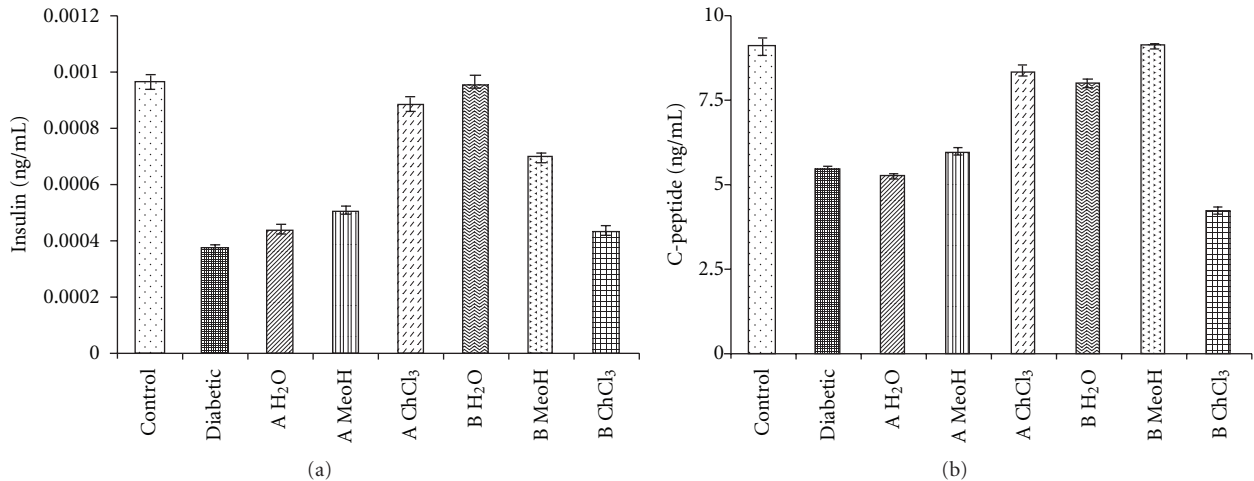 0.0012
0.001
0.0008
0.0006
0.0004
0.0002
0
Insulin (ng/mL)
Control
Diabetic
A H₂O
A MeoH
A ChCl₃
B H₂O
B MeoH
B ChCl₃
(a)
10
7.5
5
2.5
0
C-peptide (ng/mL)
Control
Diabetic
A H₂O
A MeoH
A ChCl₃
B H₂O
B MeoH
B ChCl₃
(b)